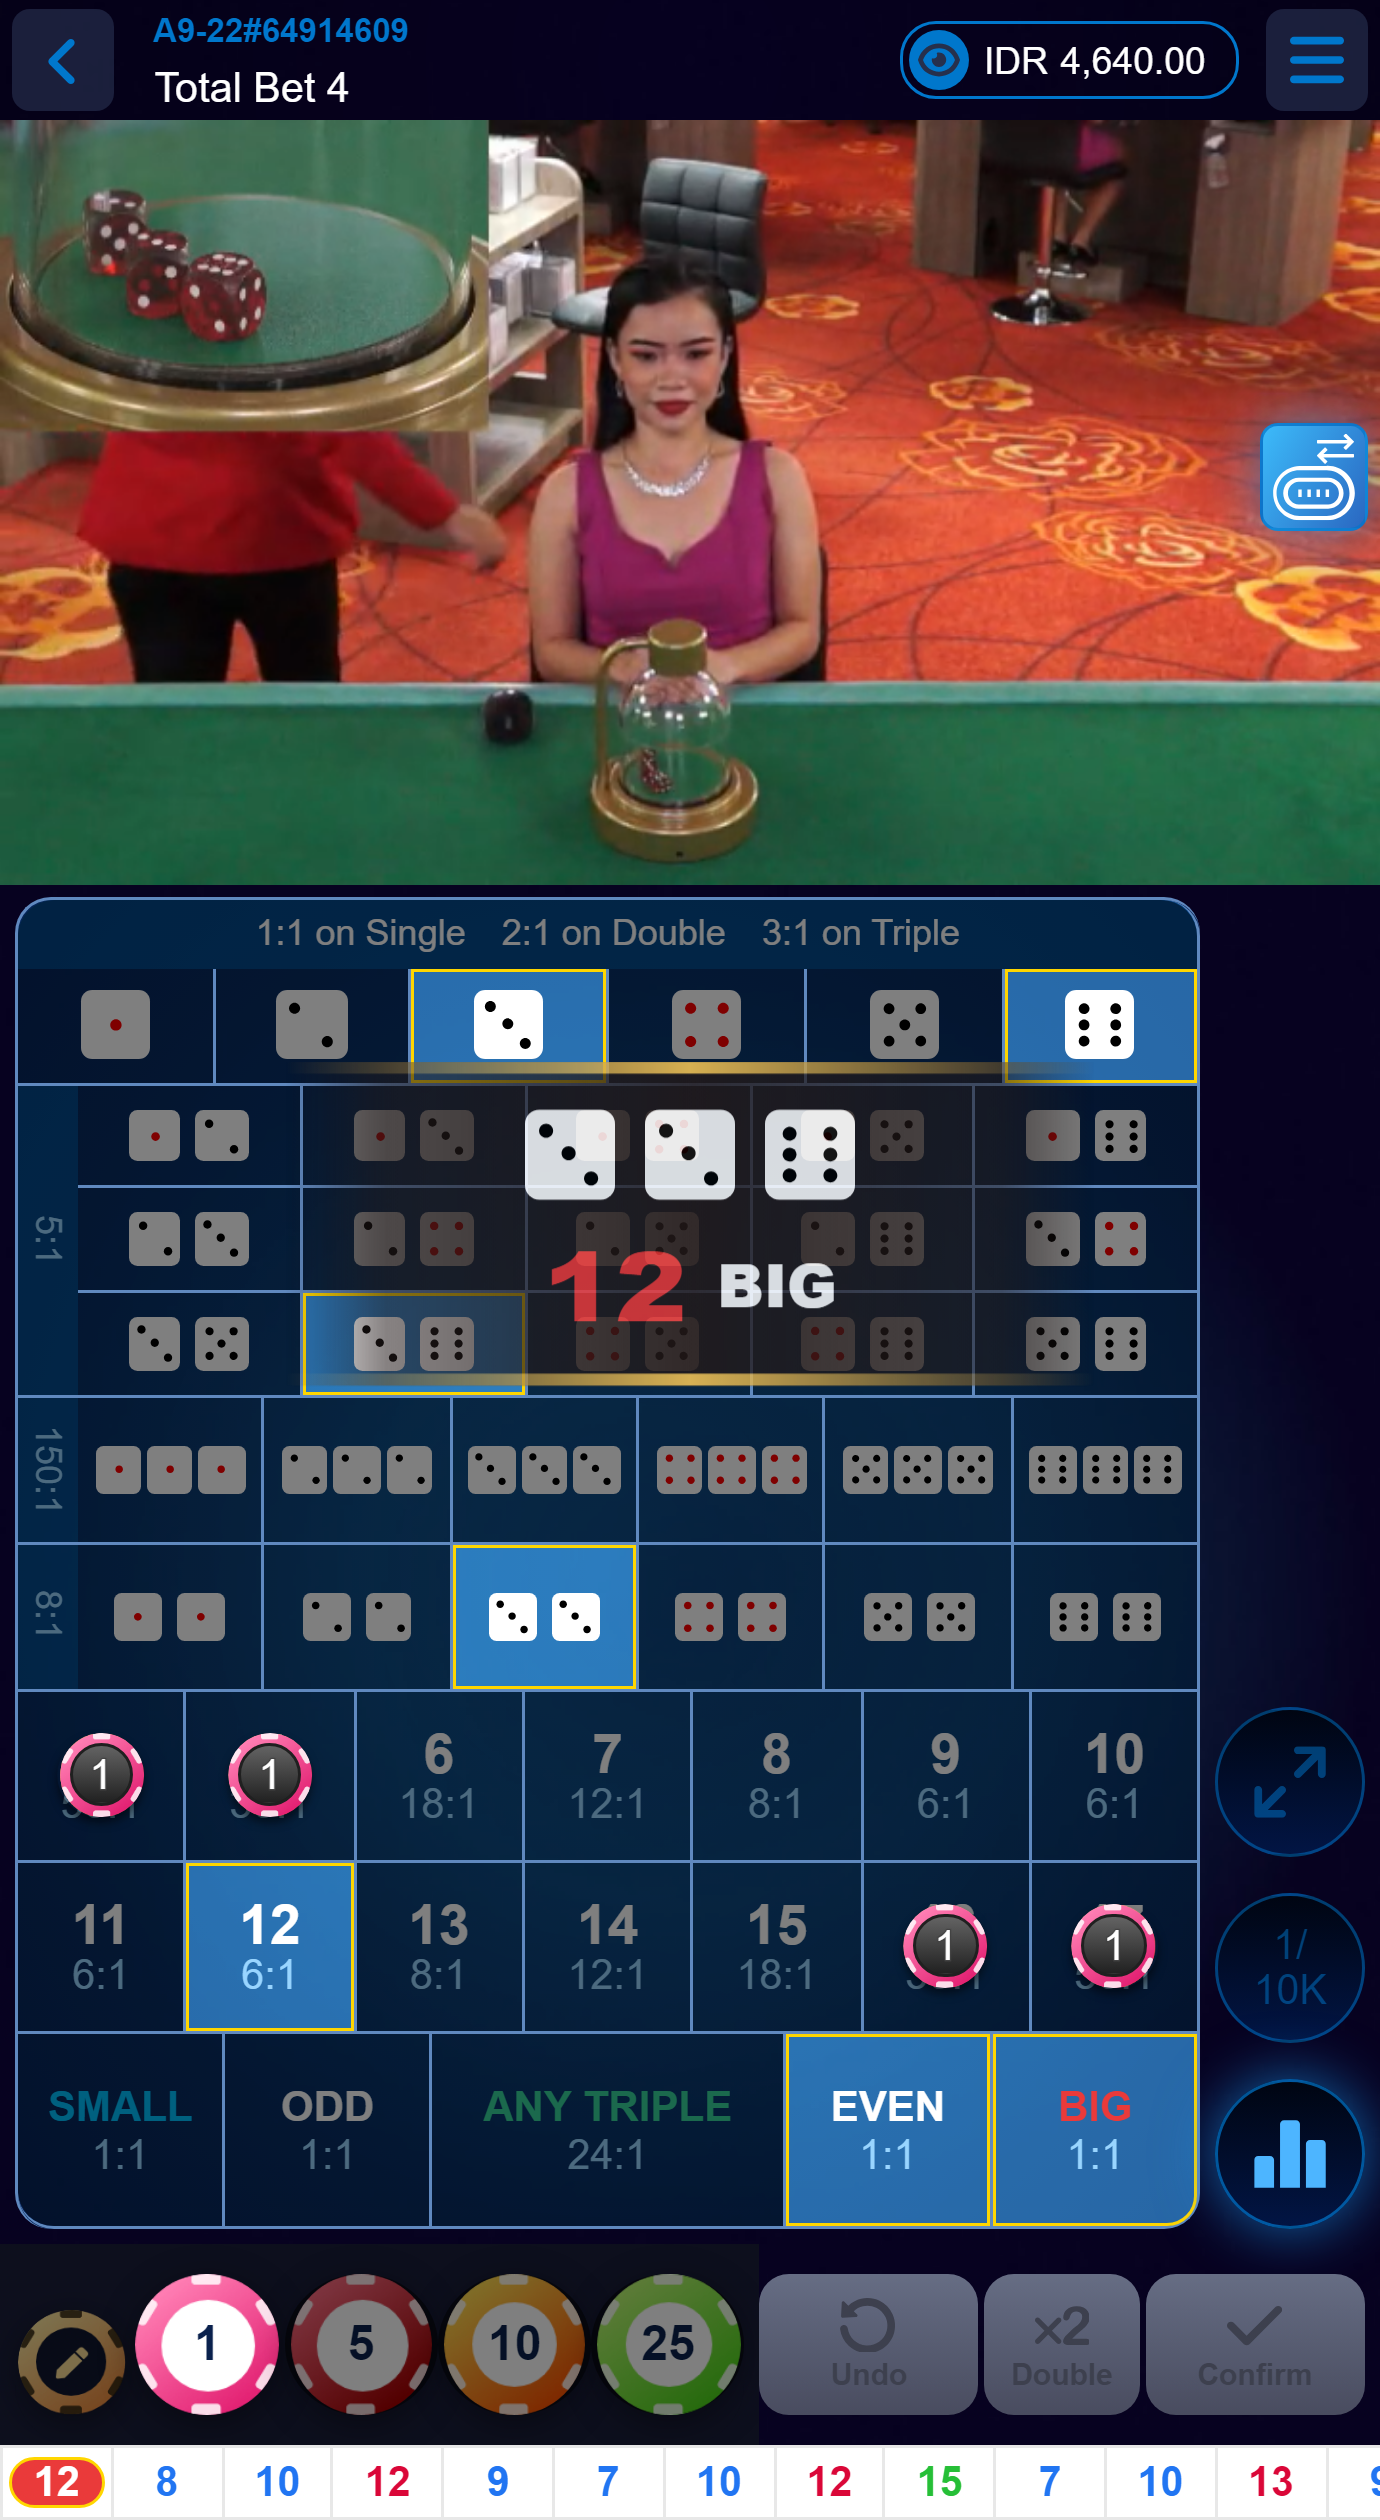 A9-22#64914609
Total Bet 4
IDR 4,640.00
1:1 on Single 2:1 on Double 3:1 on Triple
5:1
12 BIG
150:1
8:1
1 1 6 7 8 9 10
18:1 12:1 8:1 6:1 6:1
11 12 13 14 15 1 1
6:1 6:1 8:1 12:1 18:1
1/
10K
SMALL ODD ANY TRIPLE EVEN BIG
1:1 1:1 24:1 1:1 1:1
1 5 10 25
x2
Undo Double Confirm
12 8 10 12 9 7 10 12 15 7 10 13